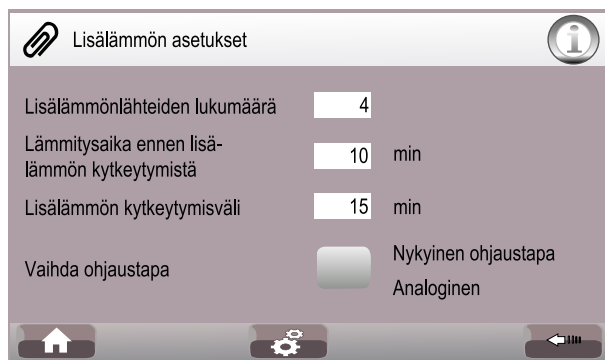 Lisälämmön asetukset
Lisälämmönlähteiden lukumäärä 4
Lämmitysaika ennen lisä-
lämmön kytkeytymistä 10 min
Lisälämmön kytkeytymisväli 15 min
Vaihda ohjaustapa Nykyinen ohjaustapa
Analoginen